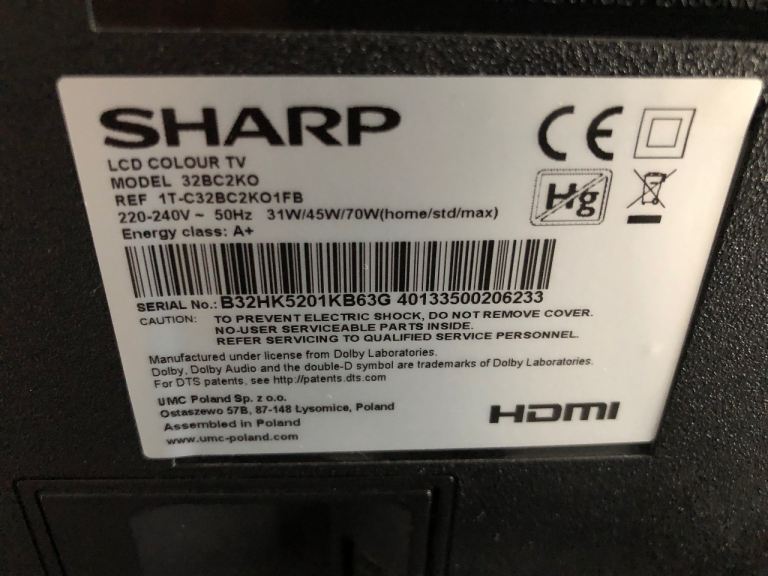 SHARP
LCD COLOUR TV
MODEL 32BC2KO
REF 1T-C32BC2KO1FB
220-240V ~ 50Hz 31W/45W/70W(home/std/max)
Energy class: A+
Hg
SERIAL No.: B32HK5201KB63G 40133500206233
CAUTION: TO PREVENT ELECTRIC SHOCK, DO NOT REMOVE COVER.
NO-USER SERVICEABLE PARTS INSIDE.
REFER SERVICING TO QUALIFIED SERVICE PERSONNEL.
Manufactured under license from Dolby Laboratories.
Dolby, Dolby Audio and the double-D symbol are trademarks of Dolby Laboratories.
For DTS patents, see http://patents.dts.com
UMC Poland Sp. z o.o.
Ostaszewo 57B, 87-148 Łysomice, Poland
Assembled in Poland
www.umc-poland.com
HDMI
CE